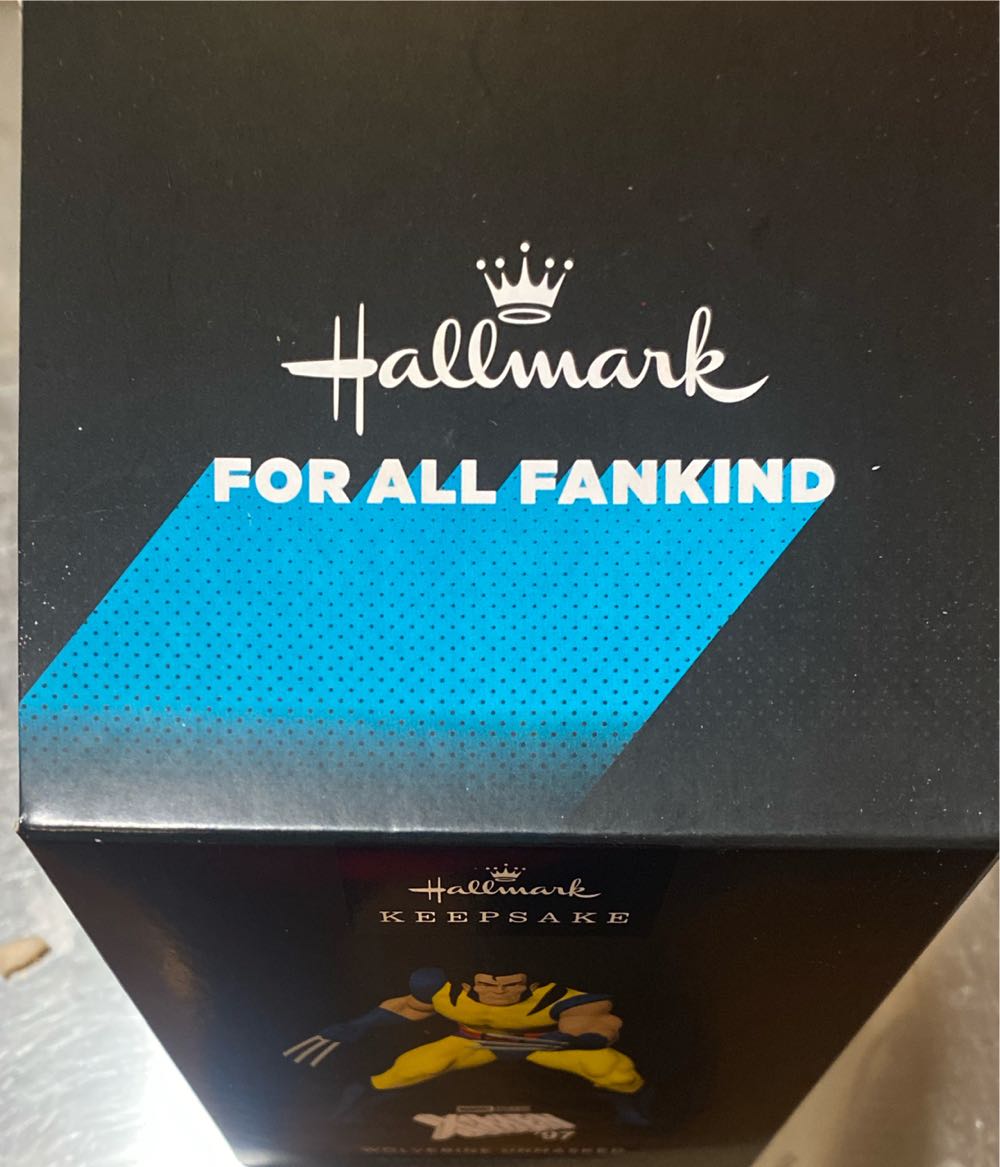 Hallmark
FOR ALL FANKIND
Hallmark
KEEPSAKE
X-MEN
'97
WOLVERINE UNMASKED